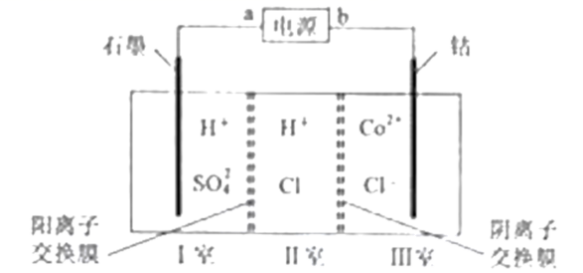 a 电源 b
石墨 钴
H⁺ H⁺ Co²⁺
SO₄² Cl Cl⁻
阳离子交换膜 I室 II室 III室 阴离子交换膜